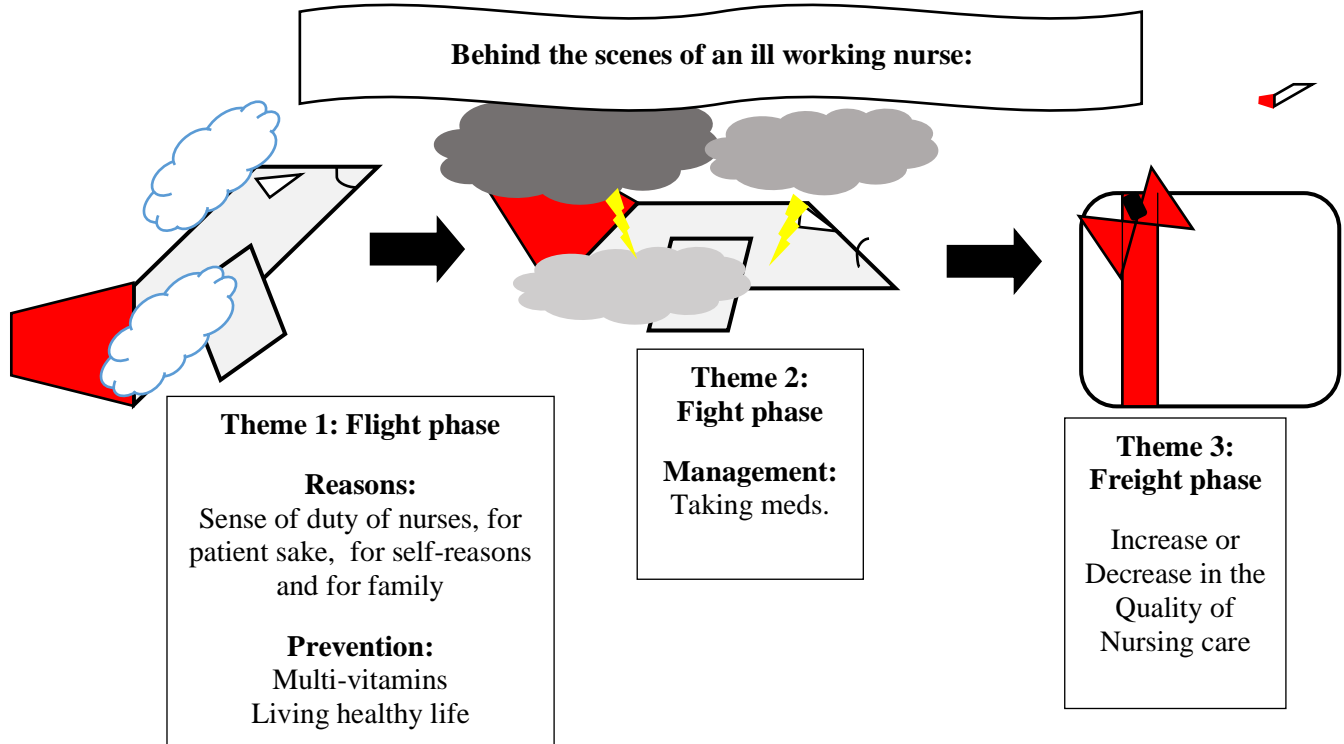 Behind the scenes of an ill working nurse:
Theme 1: Flight phase
Reasons:
Sense of duty of nurses, for
patient sake,  for self-reasons
and for family
Prevention:
Multi-vitamins
Living healthy life
Theme 2:
Fight phase
Management:
Taking meds.
Theme 3:
Freight phase
Increase or
Decrease in the
Quality of
Nursing care